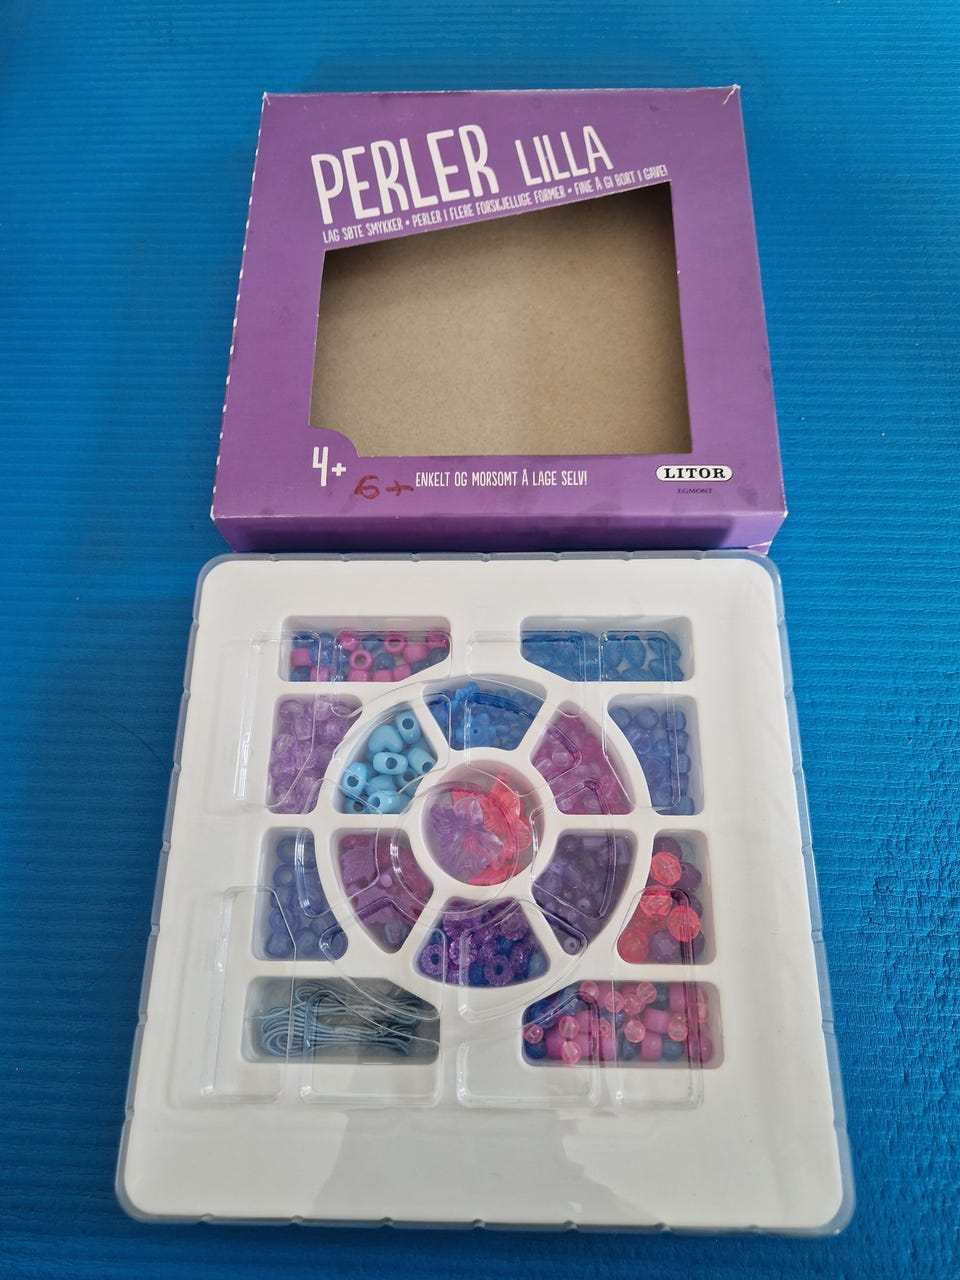 PERLER LILLA
LAG SØTE SMYKKER • PERLER I FLERE FORSKJELLIGE FORMER • FINE Å GI BORT I GAVE!
4+
6+
ENKELT OG MORSOMT Å LAGE SELV!
LITOR
EGMONT